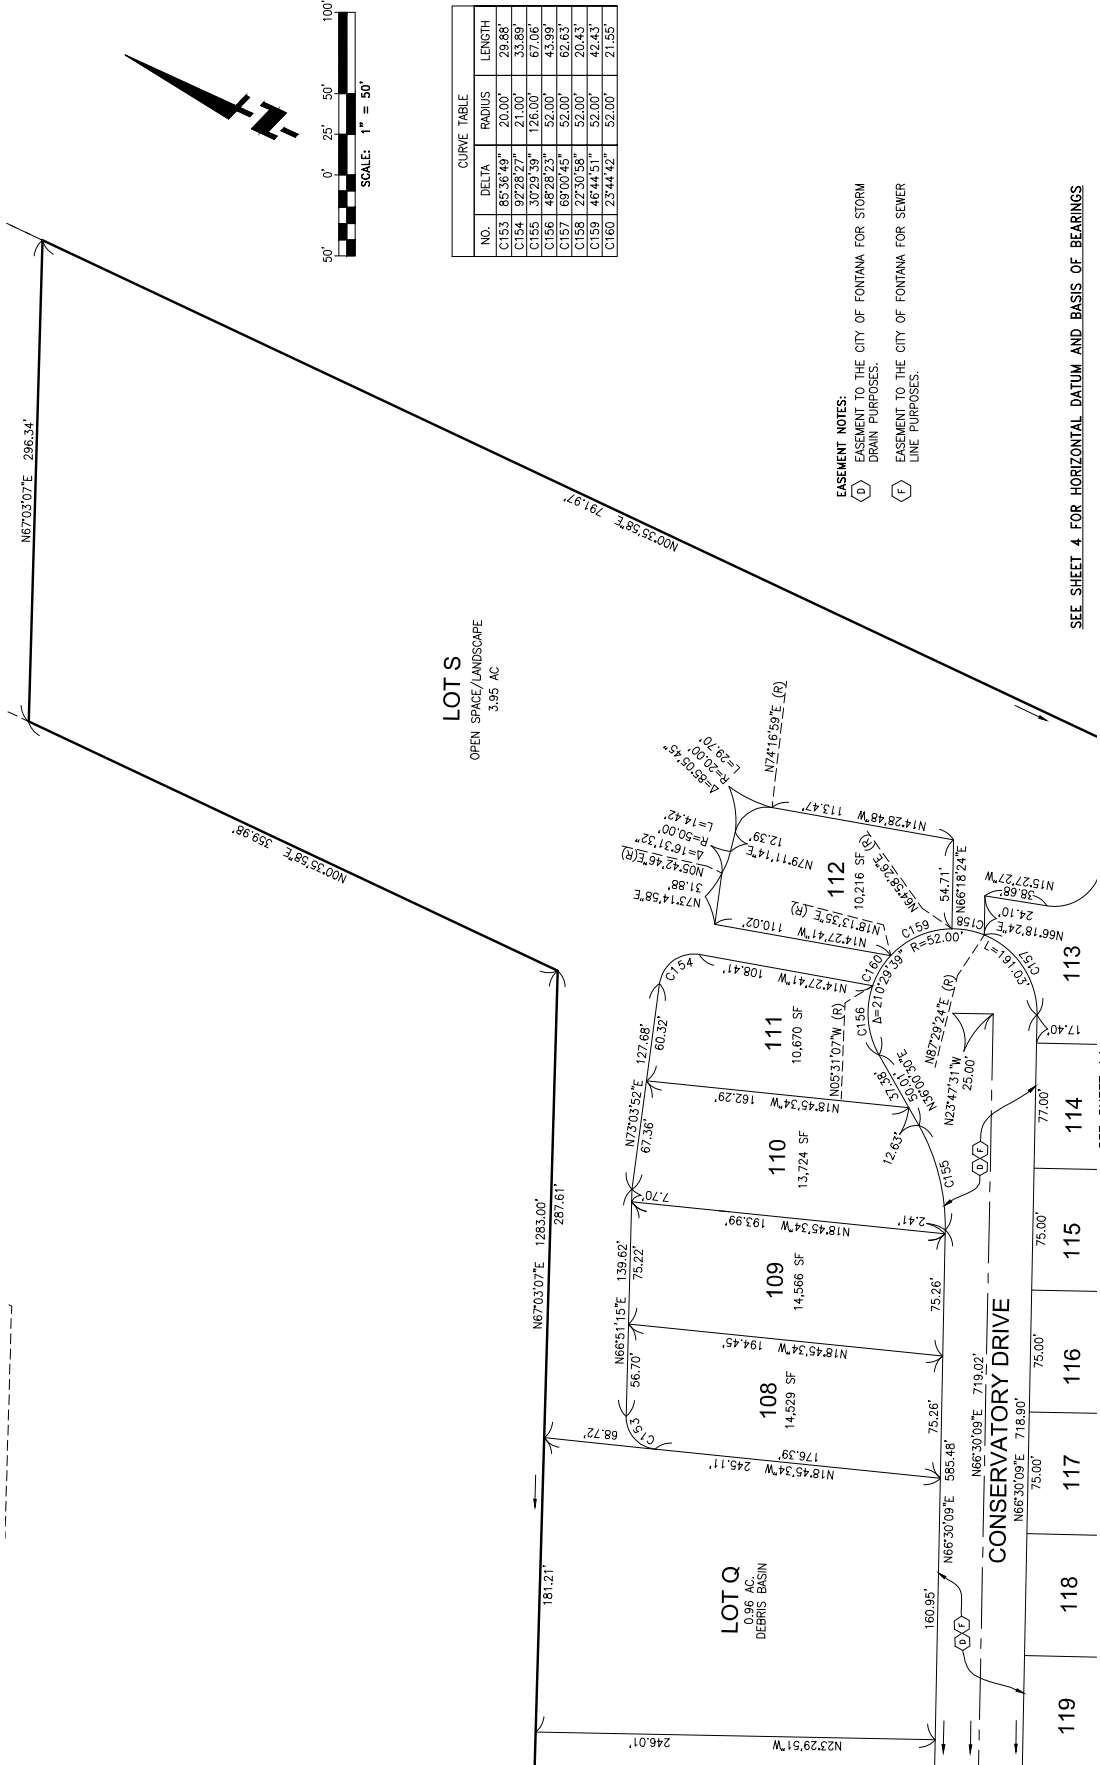 50' 0' 25' 50' 100'
SCALE: 1" = 50'
CURVE TABLE
NO. DELTA RADIUS LENGTH
C153 85°36'49" 20.00' 29.88'
C154 92°28'27" 21.00' 33.89'
C155 30°29'39" 126.00' 67.06'
C156 48°28'23" 52.00' 43.99'
C157 69°00'45" 52.00' 62.63'
C158 22°30'58" 52.00' 20.43'
C159 46°44'51" 52.00' 42.43'
C160 23°44'42" 52.00' 21.55'
EASEMENT NOTES:
D EASEMENT TO THE CITY OF FONTANA FOR STORM
DRAIN PURPOSES.
F EASEMENT TO THE CITY OF FONTANA FOR SEWER
LINE PURPOSES.
SEE SHEET 4 FOR HORIZONTAL DATUM AND BASIS OF BEARINGS
N67°03'07"E 296.34'
N00°35'58"E 791.97'
N00°35'58"E 359.98'
LOT S
OPEN SPACE/LANDSCAPE
3.95 AC
N67°03'07"E 1283.00'
287.61'
181.21'
68.72'
246.01'
N23°29'51"W
LOT Q
0.96 AC.
DEBRIS BASIN
160.95'
N18°45'34"W 245.11'
176.39'
C153
N66°51'15"E 139.62'
56.70'
75.22'
7.70'
108
14,529 SF
N18°45'34"W 194.45'
109
14,566 SF
N18°45'34"W 193.99'
110
13,724 SF
N73°03'52"E 127.68'
67.36'
60.32'
N18°45'34"W 162.29'
111
10,670 SF
C154
N14°27'41"W 108.41'
N05°31'07"W (R)
N14°27'41"W 110.02'
N73°14'58"E
31.88'
N05°42'46"E(R)
Δ=16°31'32"
R=50.00'
L=14.42'
Δ=85°05'45"
R=20.00'
L=29.70'
N79°11'14"E
12.39'
N74°16'59"E (R)
N14°28'48"W 113.47'
112
10,216 SF
N18°13'35"E (R)
N64°58'26"E (R)
54.71'
N66°18'24"E
N15°27'27"W
38.68'
24.10'
N66°18'24"E
C160
C159
C158
C157
C156
Δ=210°29'39"
R=52.00'
L=191.03'
N87°29'24"E (R)
N23°47'31"W
25.00'
37.38'
50.01'
N36°00'30"E
12.63'
C155
2.41'
75.26'
75.26'
N66°30'09"E 585.48'
N66°30'09"E 719.02'
CONSERVATORY DRIVE
N66°30'09"E 718.90'
D F
D F
17.40'
77.00'
75.00'
75.00'
75.00'
113
114
115
116
117
118
119